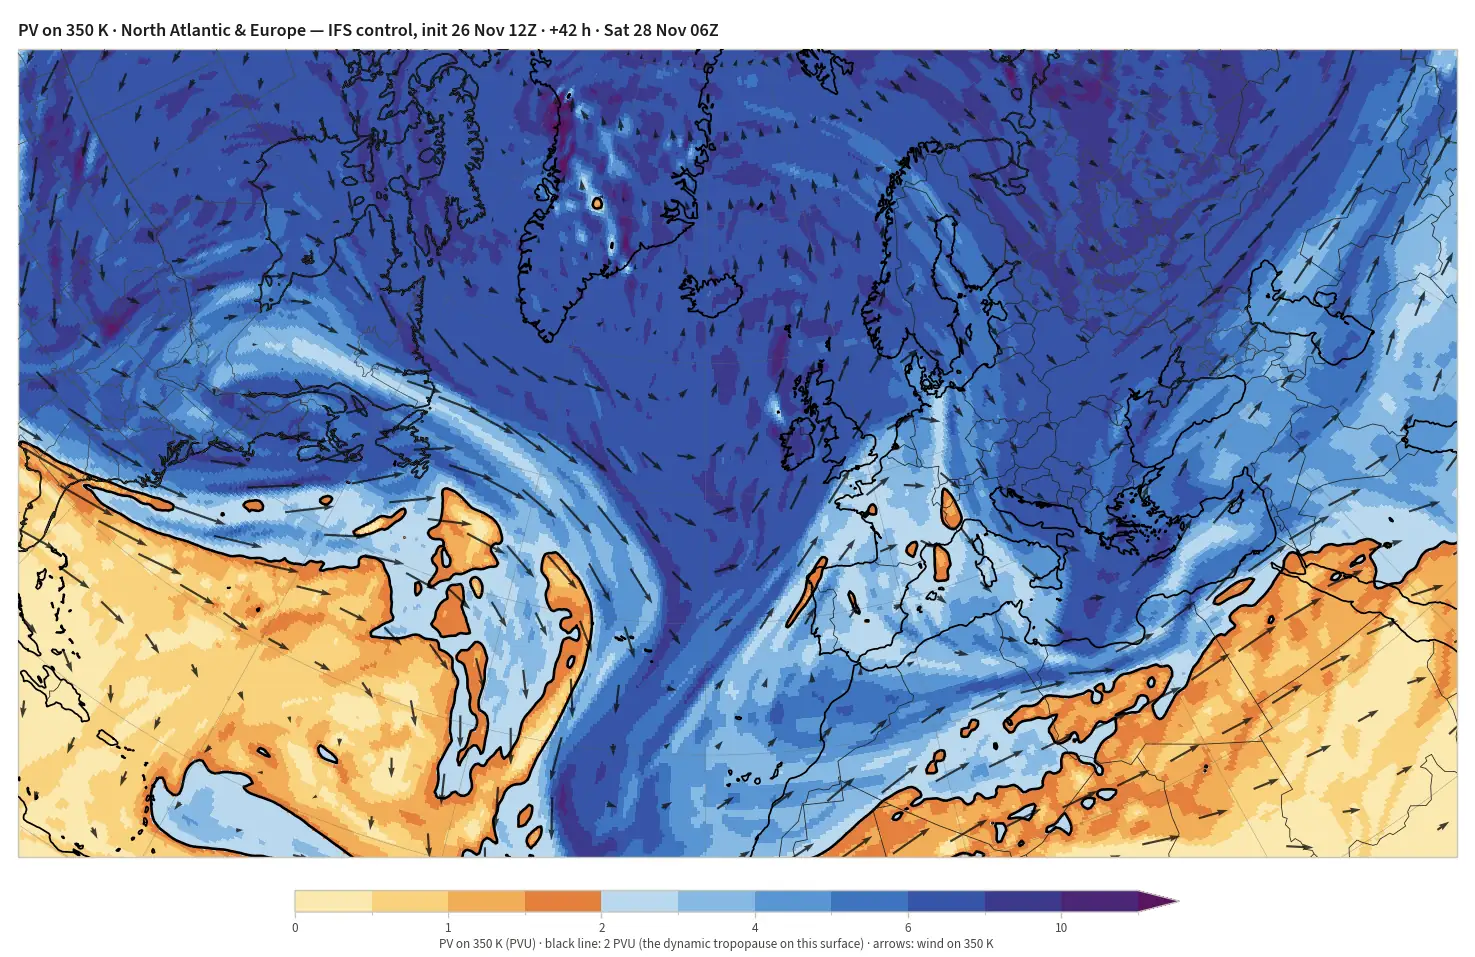 PV on 350 K · North Atlantic & Europe — IFS control, init 26 Nov 12Z · +42 h · Sat 28 Nov 06Z
0 1 2 4 6 10
PV on 350 K (PVU) · black line: 2 PVU (the dynamic tropopause on this surface) · arrows: wind on 350 K